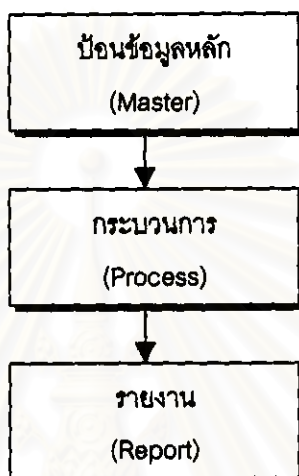 ป้อนข้อมูลหลัก
(Master)
กระบวนการ
(Process)
รายงาน
(Report)